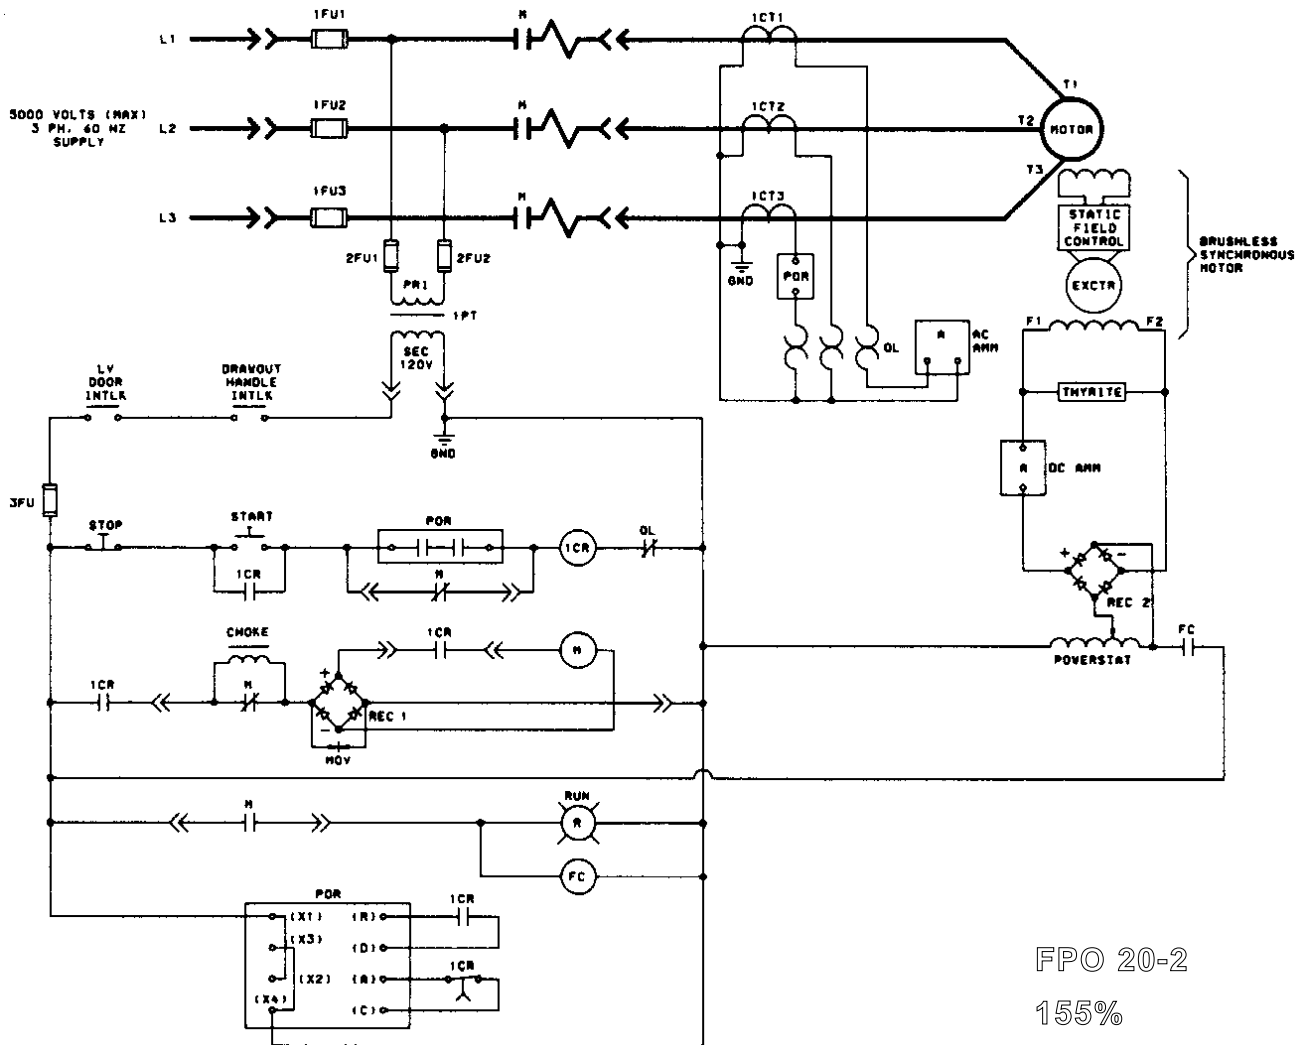 1FU1
M
1CT1
L1
T1
5000 VOLTS (MAX)
3 PH. 60 HZ
SUPPLY
1FU2
M
1CT2
L2
T2
MOTOR
1FU3
M
1CT3
T3
L3
STATIC
FIELD
CONTROL
BRUSHLESS
SYNCHRONOUS
MOTOR
2FU1
2FU2
GND
POR
EXCTR
PRI
1PT
F1
F2
SEC
120V
OL
A
AC
AMM
LV
DOOR
INTLK
DRAWOUT
HANDLE
INTLK
THYRITE
GND
A
DC AMM
3FU
STOP
START
POR
1CR
OL
1CR
M
+
-
REC 2
CHOKE
1CR
M
FC
POWERSTAT
1CR
M
+
REC 1
-
MOV
M
RUN
R
FC
POR
(X1)
(R)
1CR
(X3)
(D)
(X2)
(A)
1CR
(X4)
(C)
FPO 20-2
155%